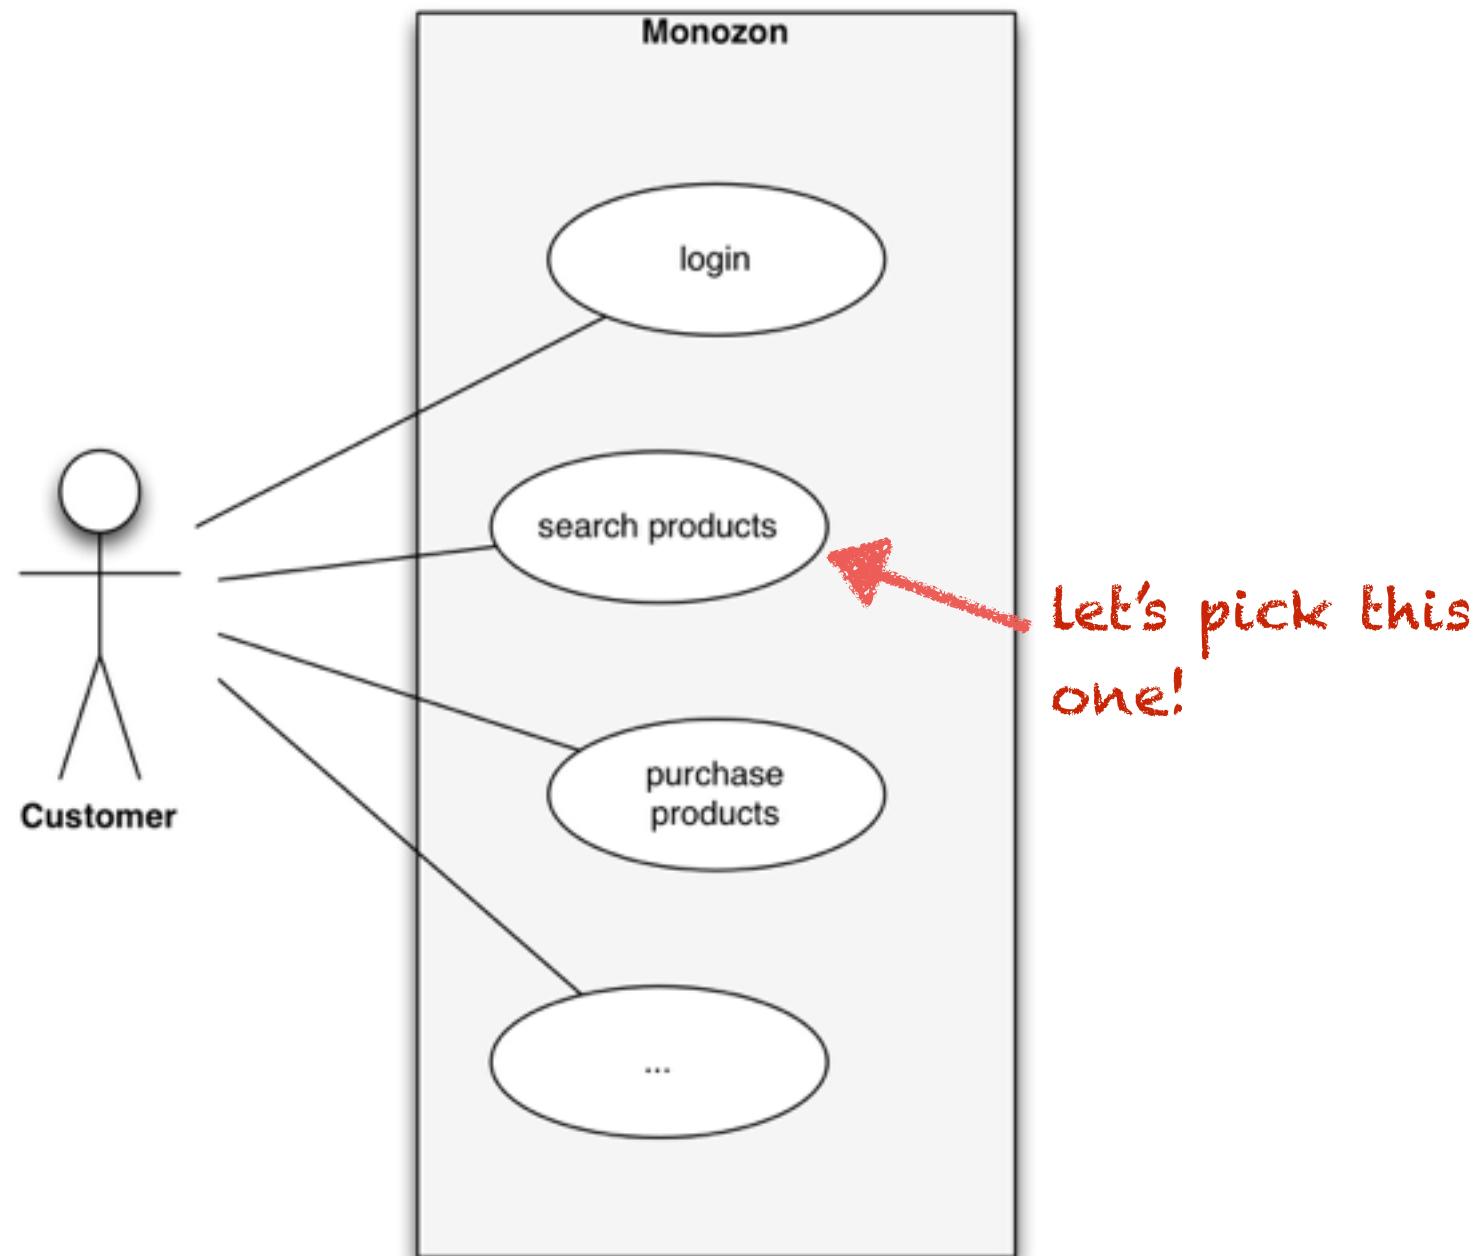 Monozon
login
search products
let's pick this
one!
purchase
products
Customer
...